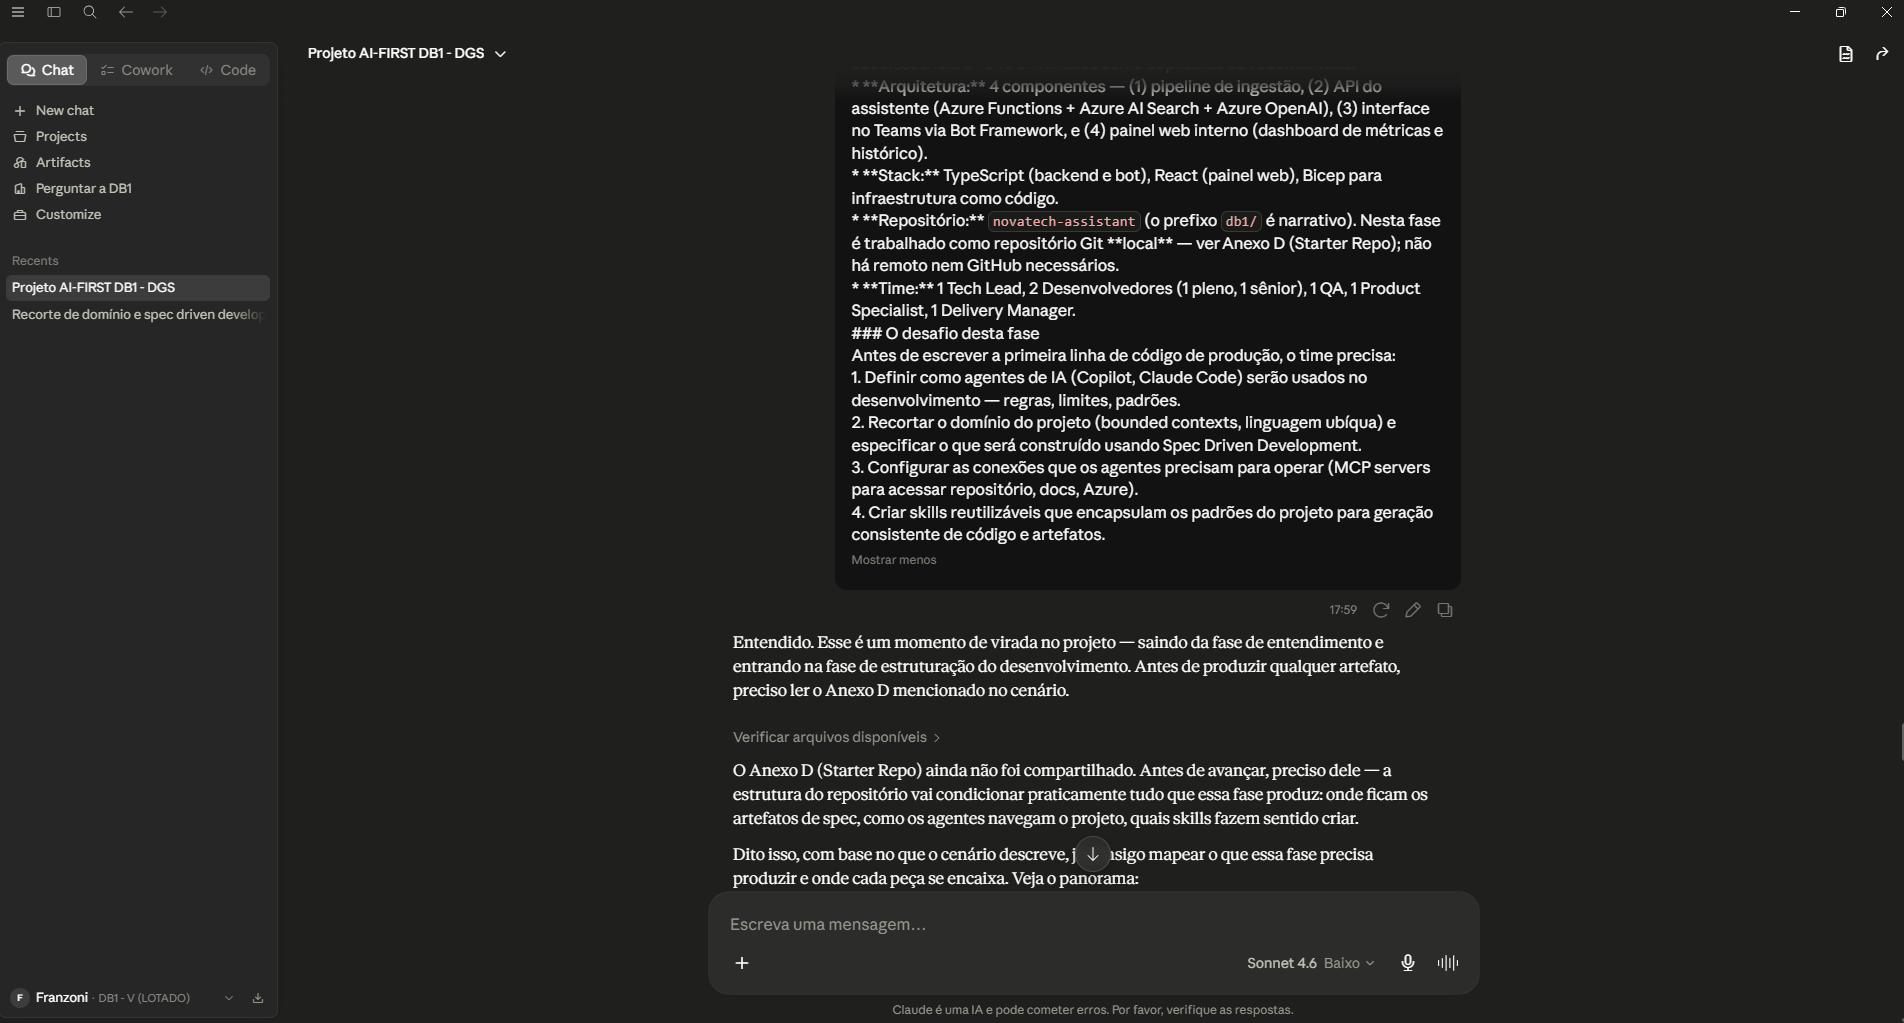 Chat
Cowork
Code
New chat
Projects
Artifacts
Perguntar a DB1
Customize
Recents
Projeto AI-FIRST DB1 - DGS
Recorte de domínio e spec driven develop
Franzoni · DB1 - V (LOTADO)
Projeto AI-FIRST DB1 - DGS
* **Arquitetura:** 4 componentes — (1) pipeline de ingestão, (2) API do
assistente (Azure Functions + Azure AI Search + Azure OpenAI), (3) interface
no Teams via Bot Framework, e (4) painel web interno (dashboard de métricas e
histórico).
* **Stack:** TypeScript (backend e bot), React (painel web), Bicep para
infraestrutura como código.
* **Repositório:** novatech-assistant (o prefixo db1/ é narrativo). Nesta fase
é trabalhado como repositório Git **local** — ver Anexo D (Starter Repo); não
há remoto nem GitHub necessários.
* **Time:** 1 Tech Lead, 2 Desenvolvedores (1 pleno, 1 sênior), 1 QA, 1 Product
Specialist, 1 Delivery Manager.
### O desafio desta fase
Antes de escrever a primeira linha de código de produção, o time precisa:
1. Definir como agentes de IA (Copilot, Claude Code) serão usados no
desenvolvimento — regras, limites, padrões.
2. Recortar o domínio do projeto (bounded contexts, linguagem ubíqua) e
especificar o que será construído usando Spec Driven Development.
3. Configurar as conexões que os agentes precisam para operar (MCP servers
para acessar repositório, docs, Azure).
4. Criar skills reutilizáveis que encapsulam os padrões do projeto para geração
consistente de código e artefatos.
Mostrar menos
17:59
Entendido. Esse é um momento de virada no projeto — saindo da fase de entendimento e
entrando na fase de estruturação do desenvolvimento. Antes de produzir qualquer artefato,
preciso ler o Anexo D mencionado no cenário.
Verificar arquivos disponíveis
O Anexo D (Starter Repo) ainda não foi compartilhado. Antes de avançar, preciso dele — a
estrutura do repositório vai condicionar praticamente tudo que essa fase produz: onde ficam os
artefatos de spec, como os agentes navegam o projeto, quais skills fazem sentido criar.
Dito isso, com base no que o cenário descreve, mapear o que essa fase precisa
produzir e onde cada peça se encaixa. Veja o panorama:
Escreva uma mensagem...
Sonnet 4.6 Baixo
Claude é uma IA e pode cometer erros. Por favor, verifique as respostas.